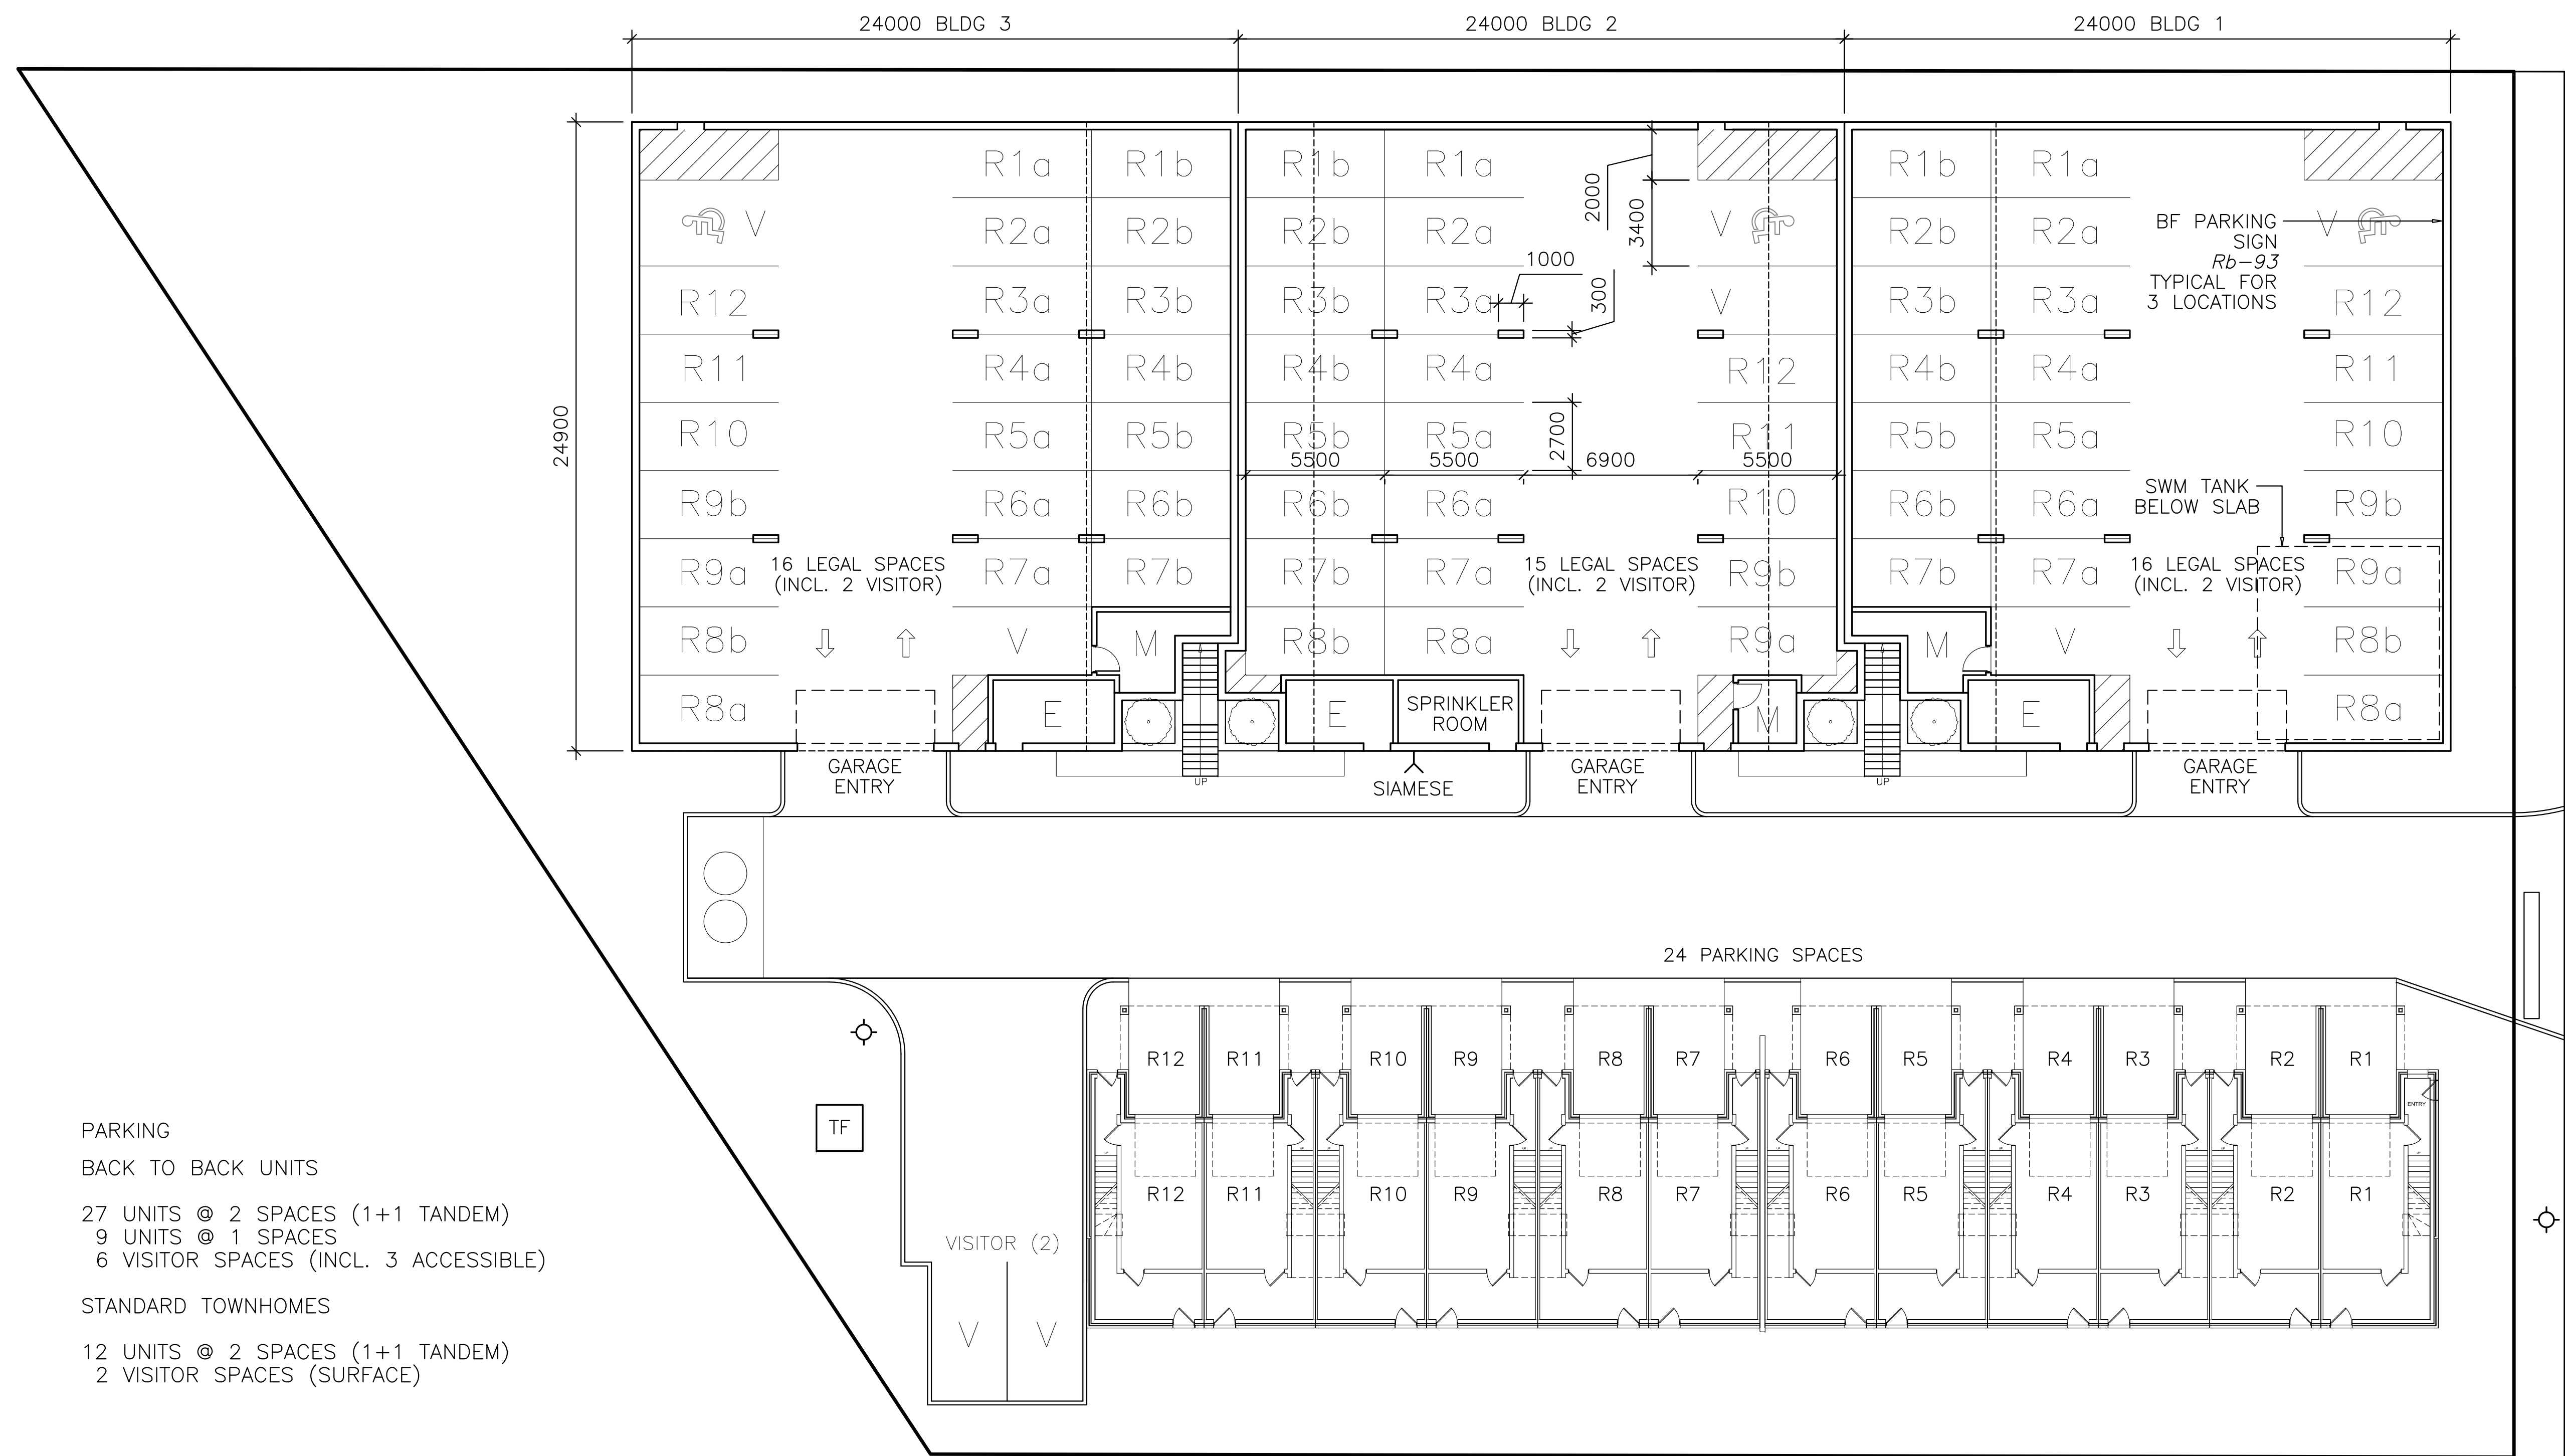 24000 BLDG 3
24000 BLDG 2
24000 BLDG 1
24900
R1a R1b
V R2a R2b
R12 R3a R3b
R11 R4a R4b
R10 R5a R5b
R9b R6a R6b
R9a R7a R7b
16 LEGAL SPACES
(INCL. 2 VISITOR)
R8b V M
R8a E
UP
GARAGE
ENTRY
R1b R1a
2000
R2b R2a V
3400
1000
300
R3b R3a V
R4b R4a R12
2700
R5b R5a R11
5500 5500 6900 5500
R6b R6a R10
R7b R7a R9b
15 LEGAL SPACES
(INCL. 2 VISITOR)
R8b R8a R9a
E
SPRINKLER
ROOM
M
SIAMESE
GARAGE
ENTRY
UP
R1b R1a
R2b R2a V
BF PARKING
SIGN
Rb-93
TYPICAL FOR
3 LOCATIONS
R3b R3a R12
R4b R4a R11
R5b R5a R10
SWM TANK
BELOW SLAB
R6b R6a R9b
R7b R7a R9a
16 LEGAL SPACES
(INCL. 2 VISITOR)
M V R8b
E R8a
GARAGE
ENTRY
24 PARKING SPACES
R12 R11 R10 R9 R8 R7 R6 R5 R4 R3 R2 R1
ENTRY
R12 R11 R10 R9 R8 R7 R6 R5 R4 R3 R2 R1
TF
VISITOR (2)
V V
PARKING
BACK TO BACK UNITS
27 UNITS @ 2 SPACES (1+1 TANDEM)
9 UNITS @ 1 SPACES
6 VISITOR SPACES (INCL. 3 ACCESSIBLE)
STANDARD TOWNHOMES
12 UNITS @ 2 SPACES (1+1 TANDEM)
2 VISITOR SPACES (SURFACE)